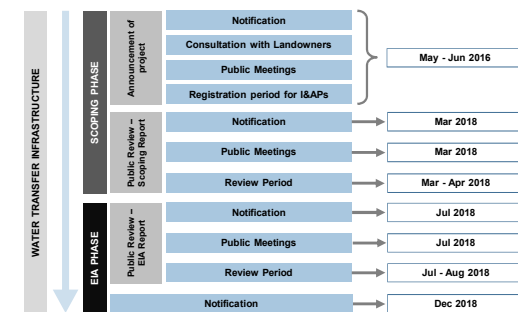 WATER TRANSFER INFRASTRUCTURE
SCOPING PHASE
Announcement of
project
Notification
Consultation with Landowners
Public Meetings
Registration period for I&APs
May - Jun 2016
Public Review –
Scoping Report
Notification
Mar 2018
Public Meetings
Mar 2018
Review Period
Mar - Apr 2018
EIA PHASE
Public Review –
EIA Report
Notification
Jul 2018
Public Meetings
Jul 2018
Review Period
Jul - Aug 2018
Notification
Dec 2018